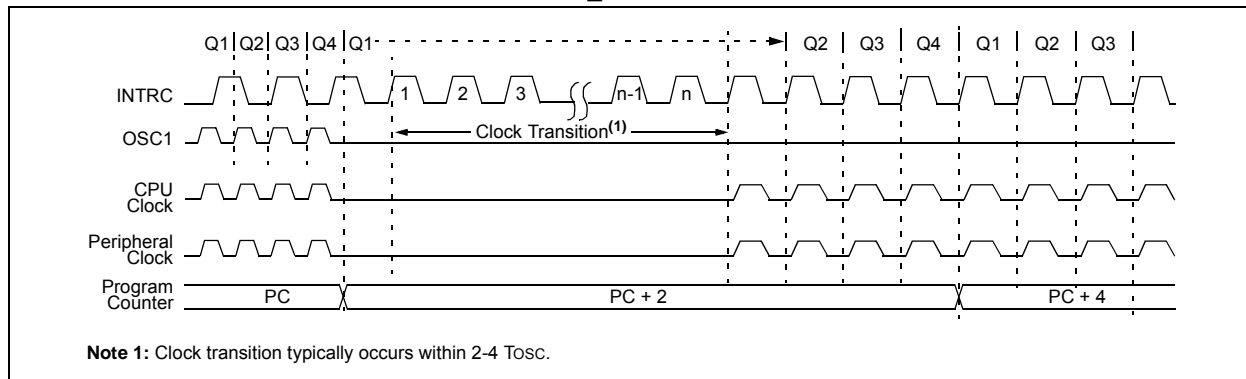 Q1 Q2 Q3 Q4 Q1 Q2 Q3 Q4 Q1 Q2 Q3
INTRC
1 2 3 n-1 n
OSC1
Clock Transition(1)
CPU
Clock
Peripheral
Clock
Program
Counter
PC PC + 2 PC + 4
Note 1: Clock transition typically occurs within 2-4 TOSC.